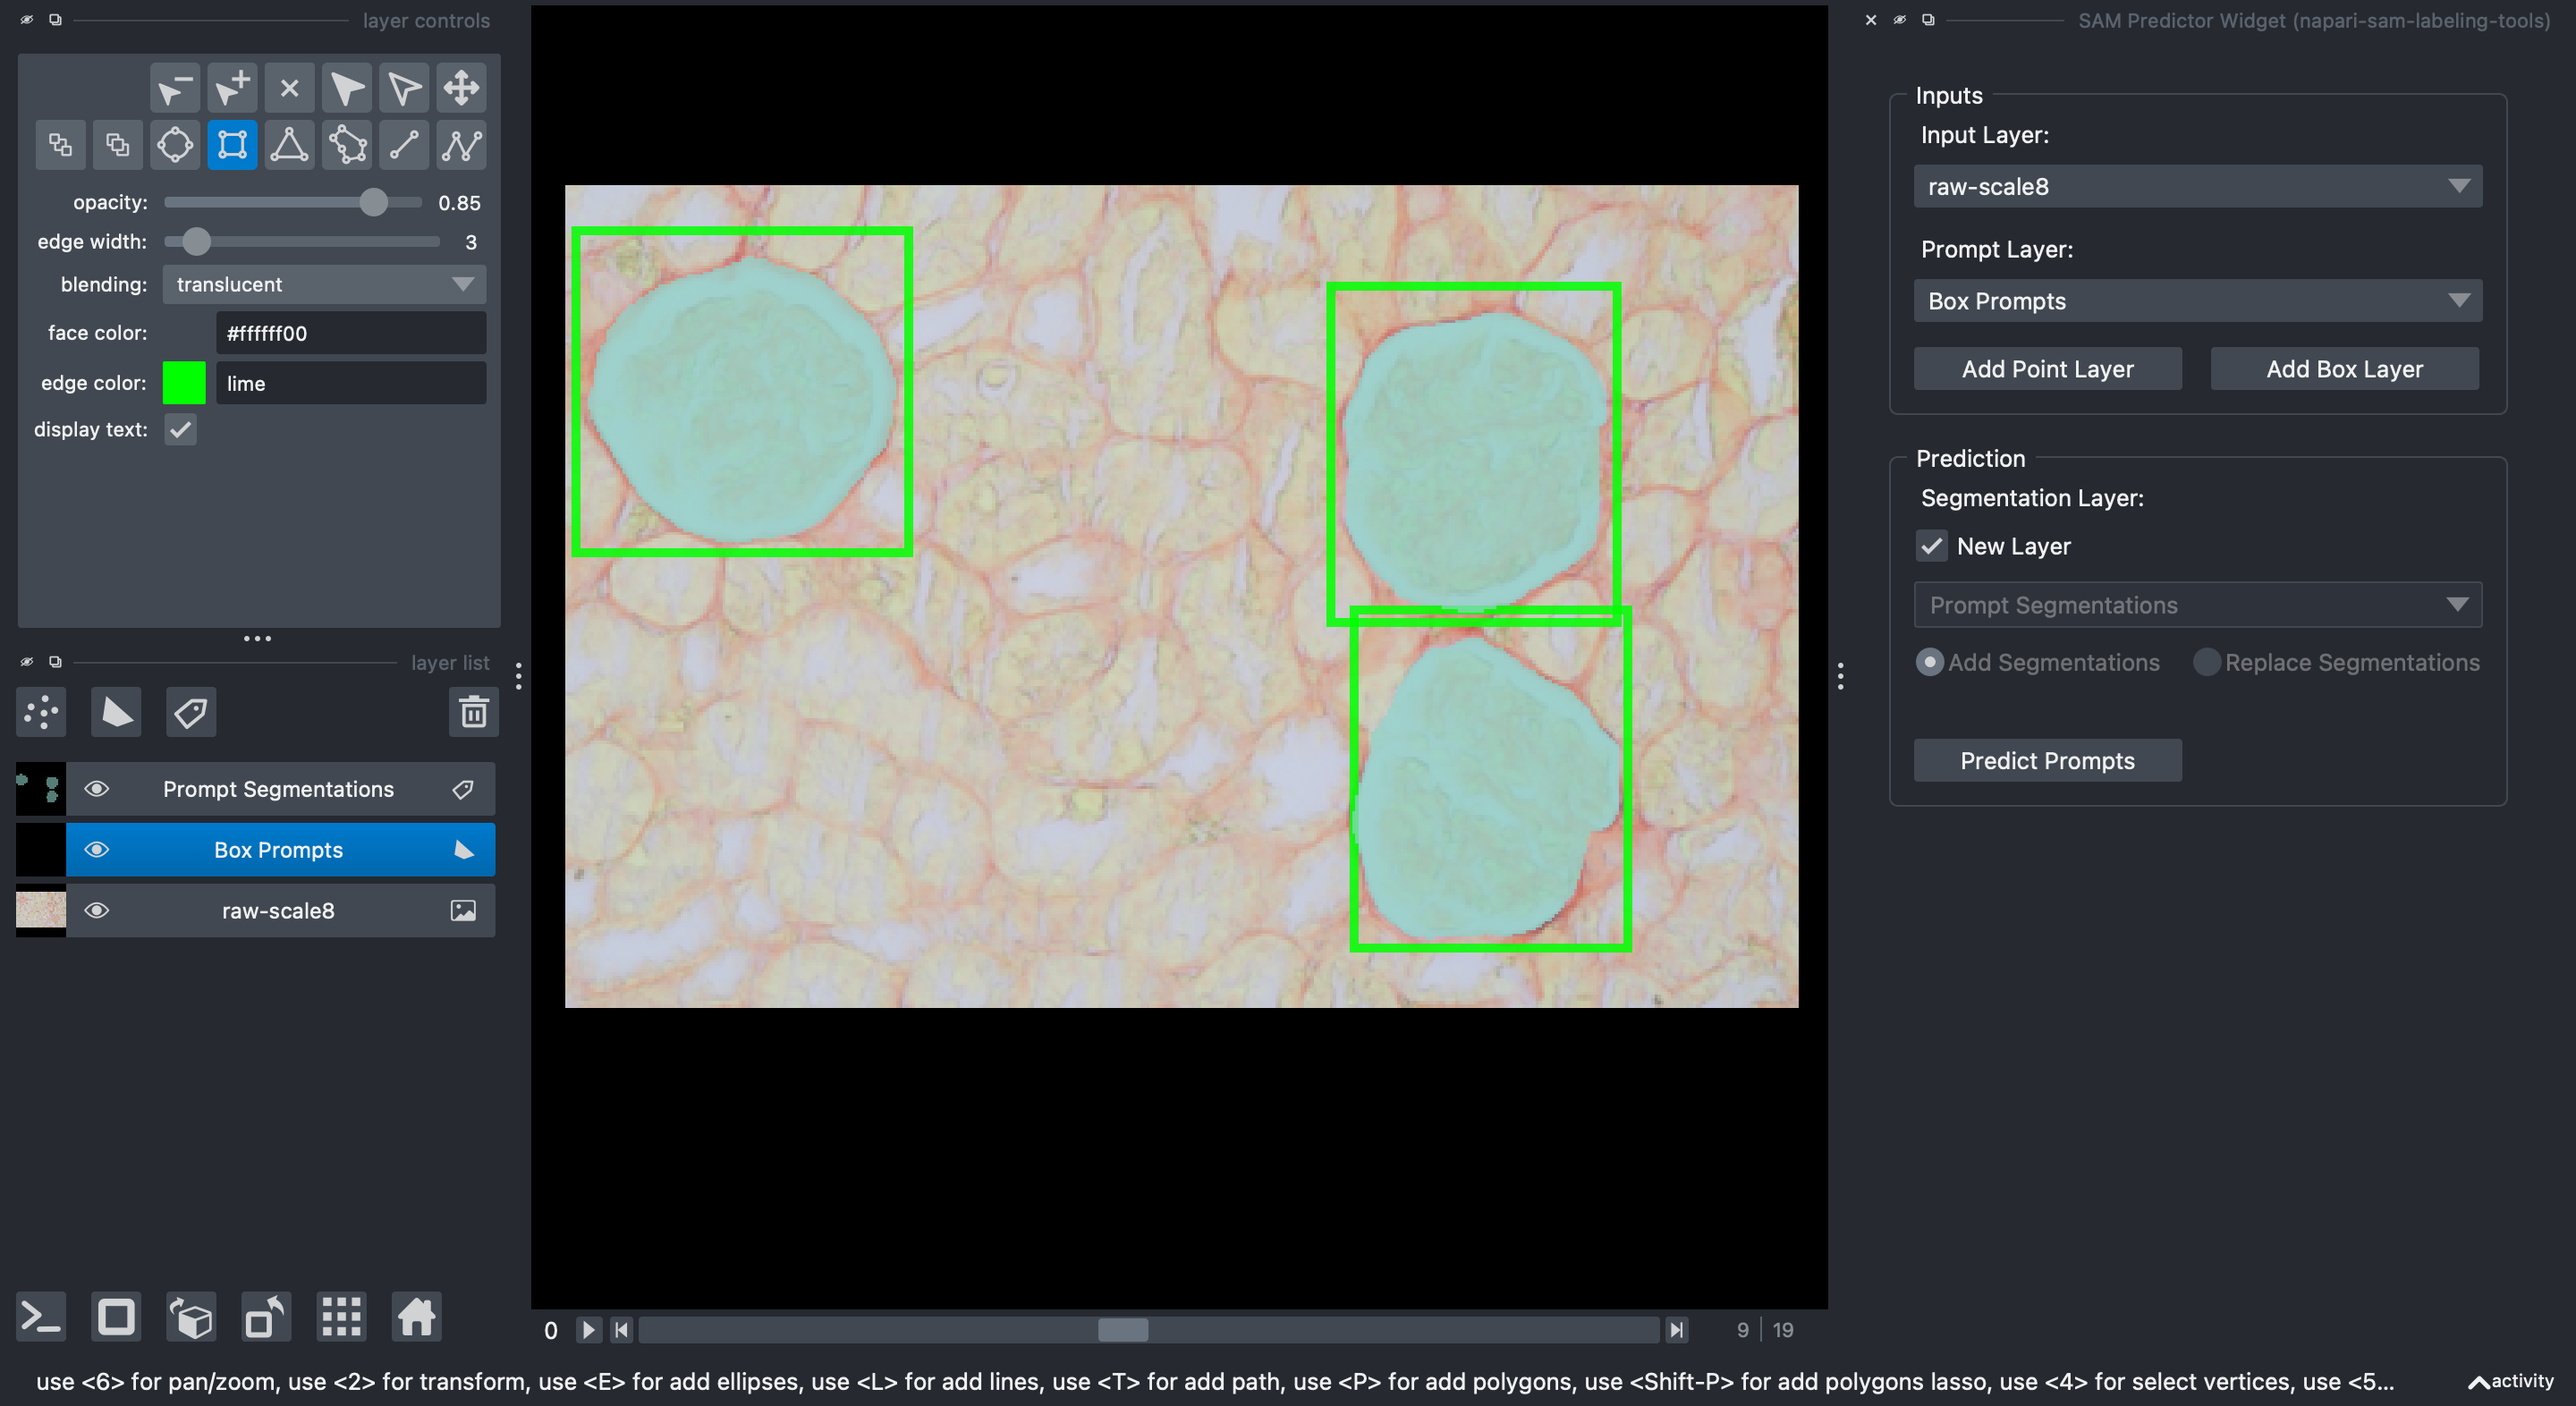 layer controls
opacity: 0.85
edge width: 3
blending: translucent
face color: #ffffff00
edge color: lime
display text:
layer list
Prompt Segmentations
Box Prompts
raw-scale8
0 9 19
SAM Predictor Widget (napari-sam-labeling-tools)
Inputs
Input Layer:
raw-scale8
Prompt Layer:
Box Prompts
Add Point Layer Add Box Layer
Prediction
Segmentation Layer:
New Layer
Prompt Segmentations
Add Segmentations Replace Segmentations
Predict Prompts
use <6> for pan/zoom, use <2> for transform, use <E> for add ellipses, use <L> for add lines, use <T> for add path, use <P> for add polygons, use <Shift-P> for add polygons lasso, use <4> for select vertices, use <5... activity